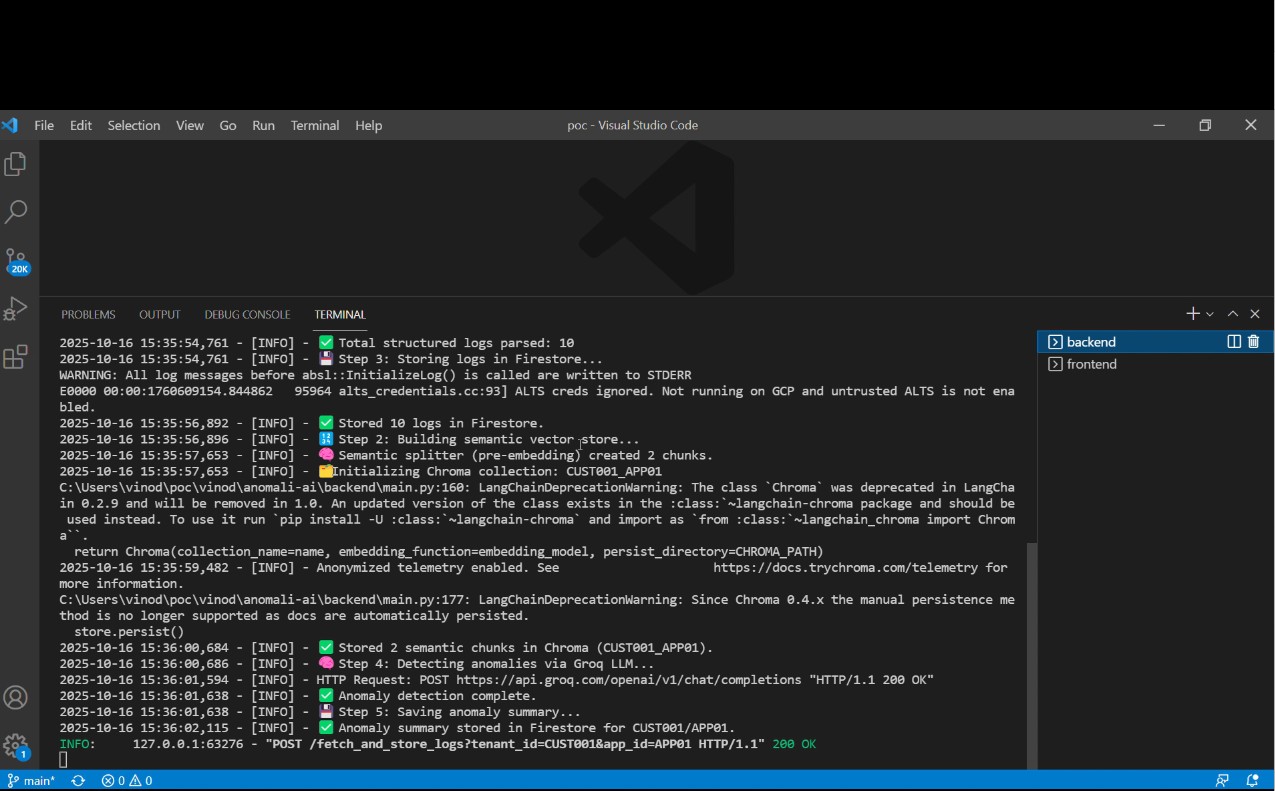 File Edit Selection View Go Run Terminal Help
poc - Visual Studio Code
20K
PROBLEMS OUTPUT DEBUG CONSOLE TERMINAL
2025-10-16 15:35:54,761 - [INFO] - ✅ Total structured logs parsed: 10
2025-10-16 15:35:54,761 - [INFO] - 💾 Step 3: Storing logs in Firestore...
WARNING: All log messages before absl::InitializeLog() is called are written to STDERR
E0000 00:00:1760609154.844862   95964 alts_credentials.cc:93] ALTS creds ignored. Not running on GCP and untrusted ALTS is not ena
bled.
2025-10-16 15:35:56,892 - [INFO] - ✅ Stored 10 logs in Firestore.
2025-10-16 15:35:56,896 - [INFO] - 🔢 Step 2: Building semantic vector store...
2025-10-16 15:35:57,653 - [INFO] - 🧠 Semantic splitter (pre-embedding) created 2 chunks.
2025-10-16 15:35:57,653 - [INFO] - 🗂️Initializing Chroma collection: CUST001_APP01
C:\Users\vinod\poc\vinod\anomali-ai\backend\main.py:160: LangChainDeprecationWarning: The class `Chroma` was deprecated in LangCha
in 0.2.9 and will be removed in 1.0. An updated version of the class exists in the :class:`~langchain-chroma package and should be
used instead. To use it run `pip install -U :class:`~langchain-chroma` and import as `from :class:`~langchain_chroma import Chrom
a``.
return Chroma(collection_name=name, embedding_function=embedding_model, persist_directory=CHROMA_PATH)
2025-10-16 15:35:59,482 - [INFO] - Anonymized telemetry enabled. See                     https://docs.trychroma.com/telemetry for
more information.
C:\Users\vinod\poc\vinod\anomali-ai\backend\main.py:177: LangChainDeprecationWarning: Since Chroma 0.4.x the manual persistence me
thod is no longer supported as docs are automatically persisted.
store.persist()
2025-10-16 15:36:00,684 - [INFO] - ✅ Stored 2 semantic chunks in Chroma (CUST001_APP01).
2025-10-16 15:36:00,686 - [INFO] - 🧠 Step 4: Detecting anomalies via Groq LLM...
2025-10-16 15:36:01,594 - [INFO] - HTTP Request: POST https://api.groq.com/openai/v1/chat/completions "HTTP/1.1 200 OK"
2025-10-16 15:36:01,638 - [INFO] - ✅ Anomaly detection complete.
2025-10-16 15:36:01,638 - [INFO] - 💾 Step 5: Saving anomaly summary...
2025-10-16 15:36:02,115 - [INFO] - ✅ Anomaly summary stored in Firestore for CUST001/APP01.
INFO:     127.0.0.1:63276 - "POST /fetch_and_store_logs?tenant_id=CUST001&app_id=APP01 HTTP/1.1" 200 OK
backend
frontend
1
main* 0 0